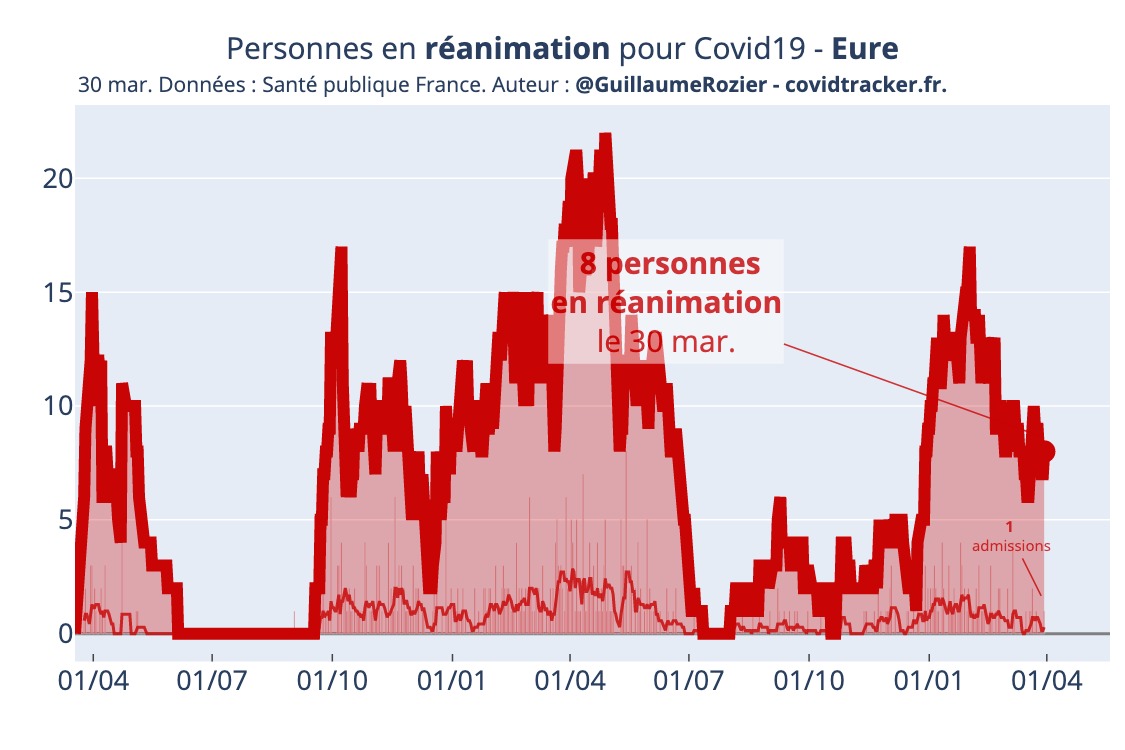 Personnes en réanimation pour Covid19 - Eure
30 mar. Données : Santé publique France. Auteur : @GuillaumeRozier - covidtracker.fr.
20
15
10
5
0
8 personnes
en réanimation
le 30 mar.
1
admissions
01/04 01/07 01/10 01/01 01/04 01/07 01/10 01/01 01/04